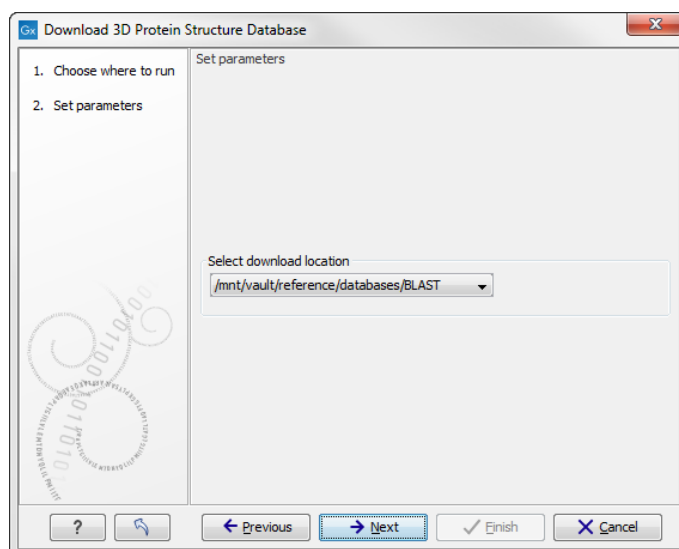 Gx Download 3D Protein Structure Database
1. Choose where to run
2. Set parameters
Set parameters
Select download location
/mnt/vault/reference/databases/BLAST
? Previous Next Finish Cancel